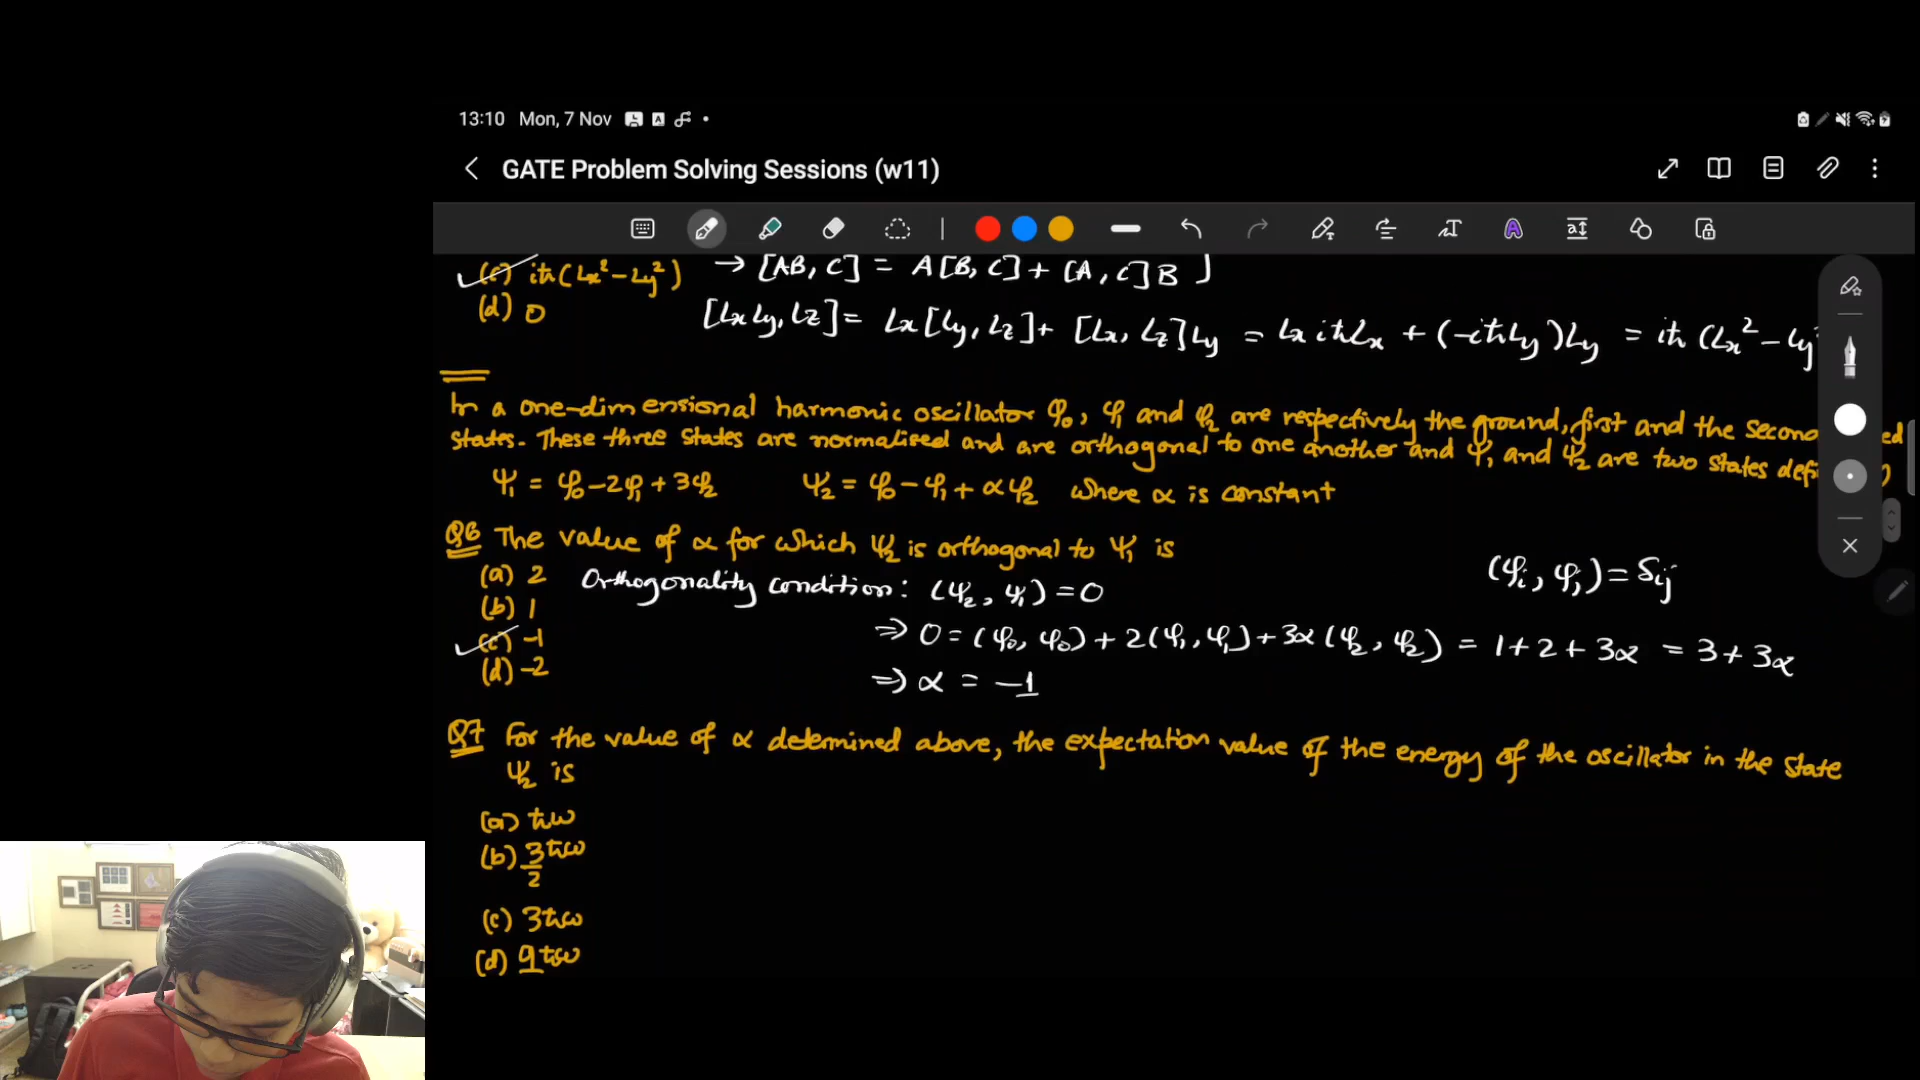 13:10 Mon, 7 Nov
GATE Problem Solving Sessions (w11)
(c) iħ(Lx² - Ly²) → [AB, C] = A[B, C] + [A, C]B ]
(d) 0
[LxLy, Lz] = Lx[Ly, Lz] + [Lx, Lz]Ly = Lx iħLx + (-iħLy)Ly = iħ (Lx² - Ly
In a one-dimensional harmonic oscillator φ₀, φ₁ and φ₂ are respectively the ground, first and the secon ed
states. These three states are normalised and are orthogonal to one another and ψ₁ and ψ₂ are two states def
ψ₁ = φ₀ - 2φ₁ + 3φ₂ ψ₂ = φ₀ - φ₁ + αφ₂ where α is constant
Q6 The value of α for which ψ₂ is orthogonal to ψ₁ is
(a) 2
(b) 1
(c) -1
(d) -2
Orthogonality condition: (ψ₂, ψ₁) = 0
(φi, φj) = δij
⇒ 0 = (φ₀, φ₀) + 2(φ₁, φ₁) + 3α(φ₂, φ₂) = 1 + 2 + 3α = 3 + 3α
⇒ α = -1
Q7 For the value of α determined above, the expectation value of the energy of the oscillator in the state
ψ₂ is
(a) ħω
(b) 3/2 ħω
(c) 3ħω
(d) 9ħω